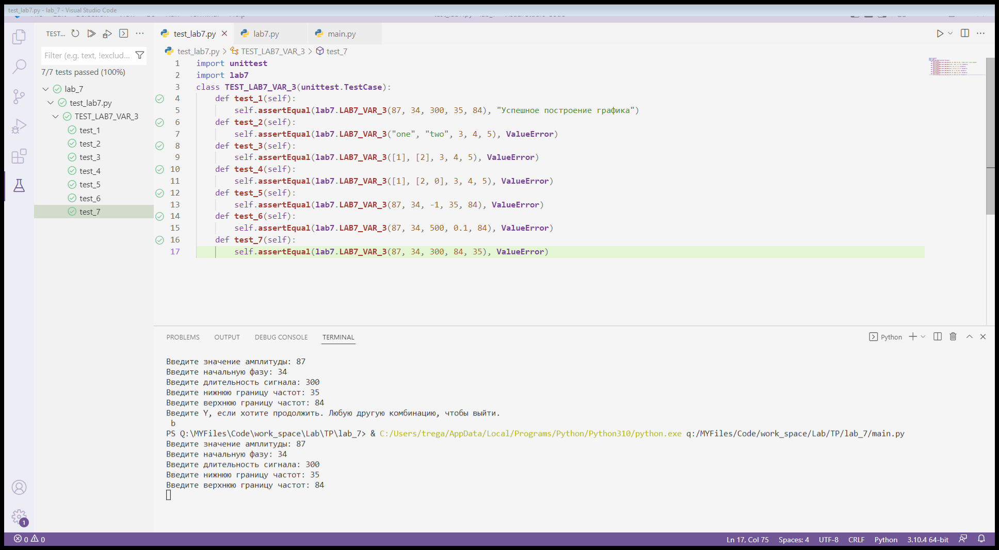 test_lab7.py - lab_7 - Visual Studio Code
TEST...
Filter (e.g. text, !exclud...
7/7 tests passed (100%)
lab_7
test_lab7.py
TEST_LAB7_VAR_3
test_1
test_2
test_3
test_4
test_5
test_6
test_7
test_lab7.py
lab7.py
main.py
test_lab7.py > TEST_LAB7_VAR_3 > test_7
1 import unittest
2 import lab7
3 class TEST_LAB7_VAR_3(unittest.TestCase):
4 def test_1(self):
5 self.assertEqual(lab7.LAB7_VAR_3(87, 34, 300, 35, 84), "Успешное построение графика")
6 def test_2(self):
7 self.assertEqual(lab7.LAB7_VAR_3("one", "two", 3, 4, 5), ValueError)
8 def test_3(self):
9 self.assertEqual(lab7.LAB7_VAR_3([1], [2], 3, 4, 5), ValueError)
10 def test_4(self):
11 self.assertEqual(lab7.LAB7_VAR_3([1], [2, 0], 3, 4, 5), ValueError)
12 def test_5(self):
13 self.assertEqual(lab7.LAB7_VAR_3(87, 34, -1, 35, 84), ValueError)
14 def test_6(self):
15 self.assertEqual(lab7.LAB7_VAR_3(87, 34, 500, 0.1, 84), ValueError)
16 def test_7(self):
17 self.assertEqual(lab7.LAB7_VAR_3(87, 34, 300, 84, 35), ValueError)
PROBLEMS OUTPUT DEBUG CONSOLE TERMINAL
Python
Введите значение амплитуды: 87
Введите начальную фазу: 34
Введите длительность сигнала: 300
Введите нижнюю границу частот: 35
Введите верхнюю границу частот: 84
Введите Y, если хотите продолжить. Любую другую комбинацию, чтобы выйти.
b
PS Q:\MYFiles\Code\work_space\Lab\TP\lab_7> & C:/Users/trega/AppData/Local/Programs/Python/Python310/python.exe q:/MYFiles/Code/work_space/Lab/TP/lab_7/main.py
Введите значение амплитуды: 87
Введите начальную фазу: 34
Введите длительность сигнала: 300
Введите нижнюю границу частот: 35
Введите верхнюю границу частот: 84
1
0 0
Ln 17, Col 75 Spaces: 4 UTF-8 CRLF Python 3.10.4 64-bit